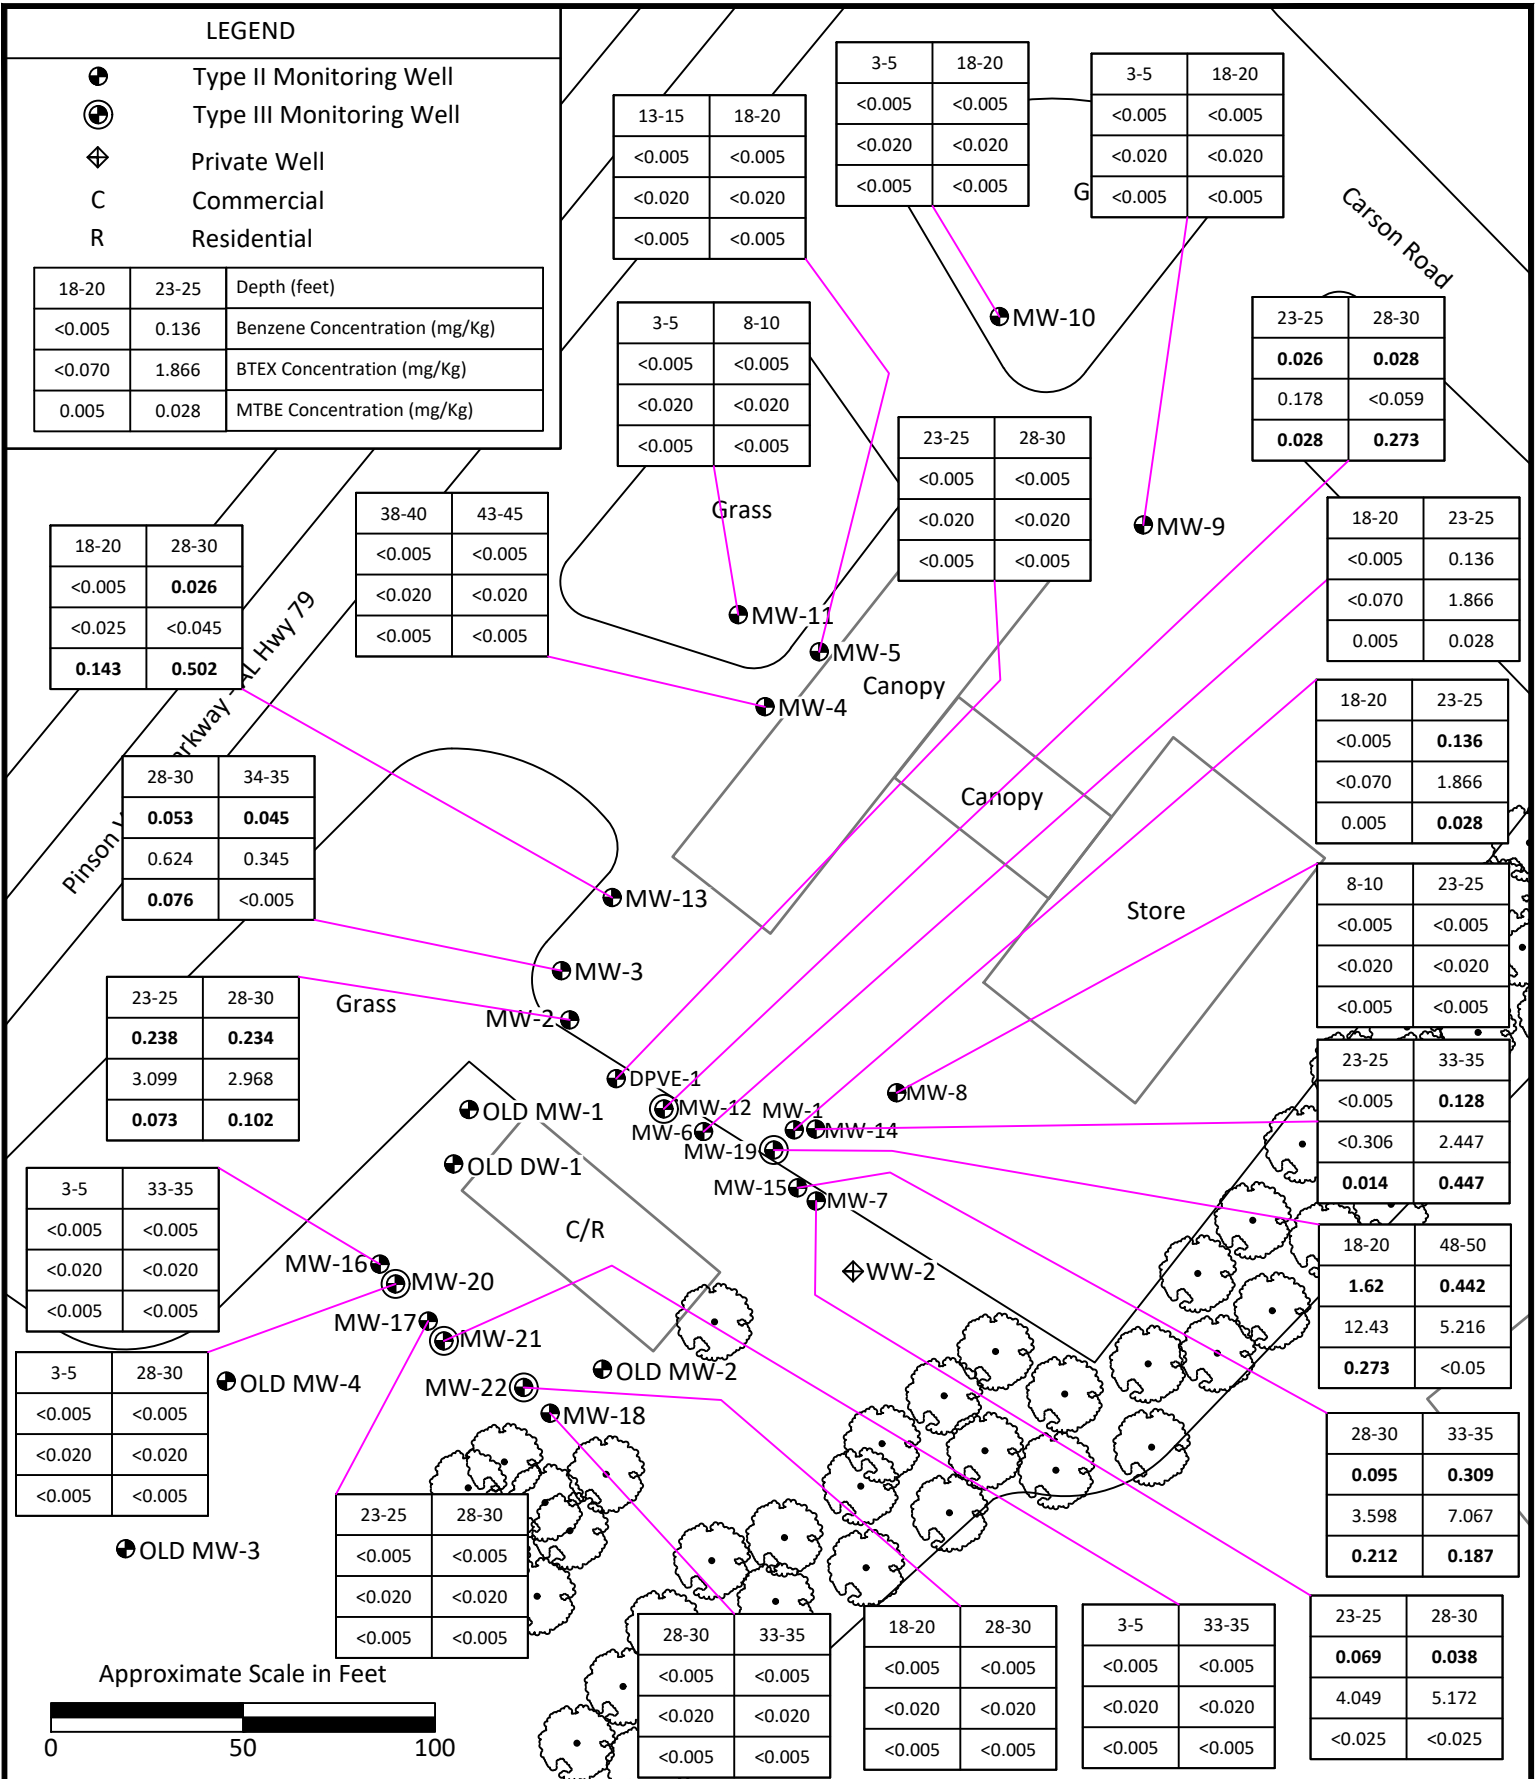 LEGEND
Type II Monitoring Well
Type III Monitoring Well
Private Well
C Commercial
R Residential
18-20 23-25 Depth (feet)
<0.005 0.136 Benzene Concentration (mg/Kg)
<0.070 1.866 BTEX Concentration (mg/Kg)
0.005 0.028 MTBE Concentration (mg/Kg)
13-15 18-20
<0.005 <0.005
<0.020 <0.020
<0.005 <0.005
3-5 18-20
<0.005 <0.005
<0.020 <0.020
<0.005 <0.005
3-5 18-20
<0.005 <0.005
<0.020 <0.020
<0.005 <0.005
G
Carson Road
MW-10
3-5 8-10
<0.005 <0.005
<0.020 <0.020
<0.005 <0.005
23-25 28-30
0.026 0.028
0.178 <0.059
0.028 0.273
23-25 28-30
<0.005 <0.005
<0.020 <0.020
<0.005 <0.005
Grass
MW-9
38-40 43-45
<0.005 <0.005
<0.020 <0.020
<0.005 <0.005
18-20 28-30
<0.005 0.026
<0.025 <0.045
0.143 0.502
18-20 23-25
<0.005 0.136
<0.070 1.866
0.005 0.028
MW-11
MW-5
Canopy
MW-4
Pinson arkway AL Hwy 79
18-20 23-25
<0.005 0.136
<0.070 1.866
0.005 0.028
28-30 34-35
0.053 0.045
0.624 0.345
0.076 <0.005
Canopy
MW-13
Store
8-10 23-25
<0.005 <0.005
<0.020 <0.020
<0.005 <0.005
MW-3
Grass
MW-2
23-25 28-30
0.238 0.234
3.099 2.968
0.073 0.102
DPVE-1
MW-8
OLD MW-1
MW-12
MW-1
MW-6
MW-14
MW-19
OLD DW-1
MW-15
MW-7
23-25 33-35
<0.005 0.128
<0.306 2.447
0.014 0.447
3-5 33-35
<0.005 <0.005
<0.020 <0.020
<0.005 <0.005
C/R
WW-2
MW-16
MW-20
MW-17
MW-21
18-20 48-50
1.62 0.442
12.43 5.216
0.273 <0.05
3-5 28-30
<0.005 <0.005
<0.020 <0.020
<0.005 <0.005
OLD MW-4
OLD MW-2
MW-22
MW-18
28-30 33-35
0.095 0.309
3.598 7.067
0.212 0.187
OLD MW-3
23-25 28-30
<0.005 <0.005
<0.020 <0.020
<0.005 <0.005
28-30 33-35
<0.005 <0.005
<0.020 <0.020
<0.005 <0.005
18-20 28-30
<0.005 <0.005
<0.020 <0.020
<0.005 <0.005
3-5 33-35
<0.005 <0.005
<0.020 <0.020
<0.005 <0.005
23-25 28-30
0.069 0.038
4.049 5.172
<0.025 <0.025
Approximate Scale in Feet
0 50 100